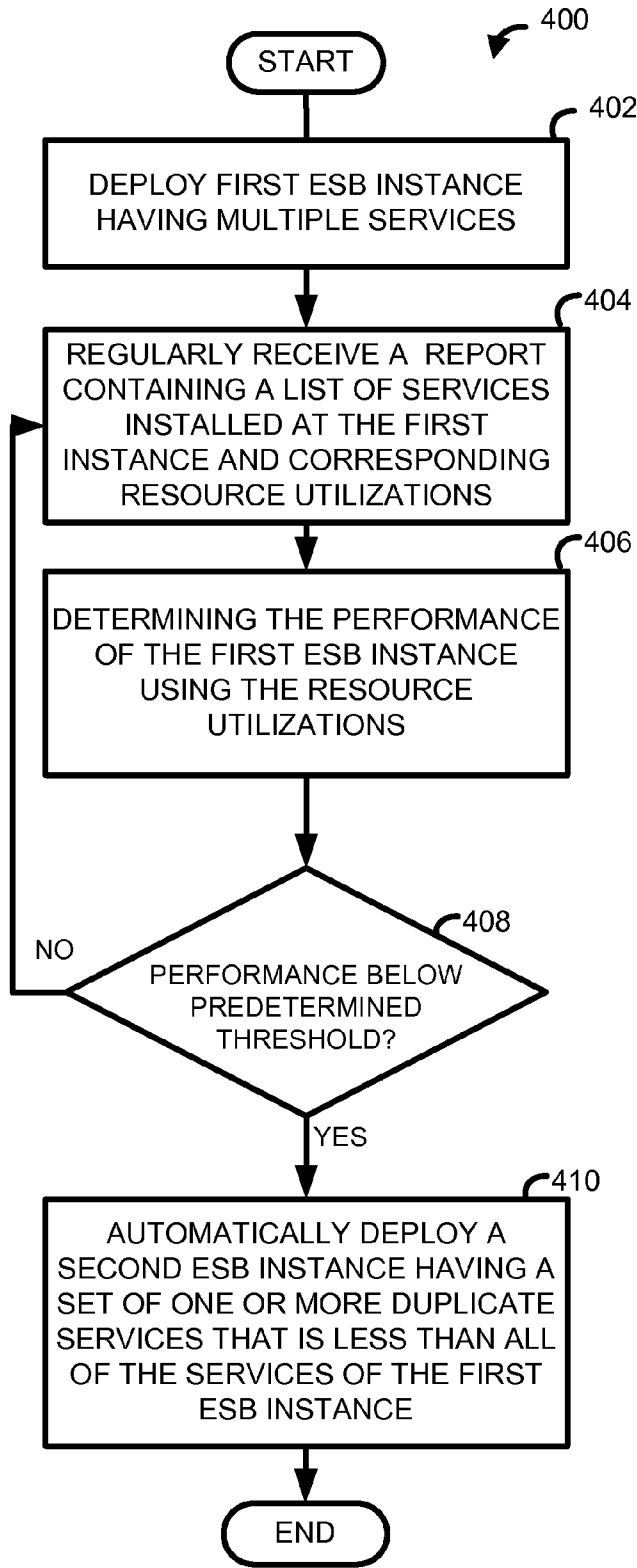 400
START
402
DEPLOY FIRST ESB INSTANCE
HAVING MULTIPLE SERVICES
404
REGULARLY RECEIVE A REPORT
CONTAINING A LIST OF SERVICES
INSTALLED AT THE FIRST
INSTANCE AND CORRESPONDING
RESOURCE UTILIZATIONS
406
DETERMINING THE PERFORMANCE
OF THE FIRST ESB INSTANCE
USING THE RESOURCE
UTILIZATIONS
408
NO
PERFORMANCE BELOW
PREDETERMINED
THRESHOLD?
YES
410
AUTOMATICALLY DEPLOY A
SECOND ESB INSTANCE HAVING A
SET OF ONE OR MORE DUPLICATE
SERVICES THAT IS LESS THAN ALL
OF THE SERVICES OF THE FIRST
ESB INSTANCE
END